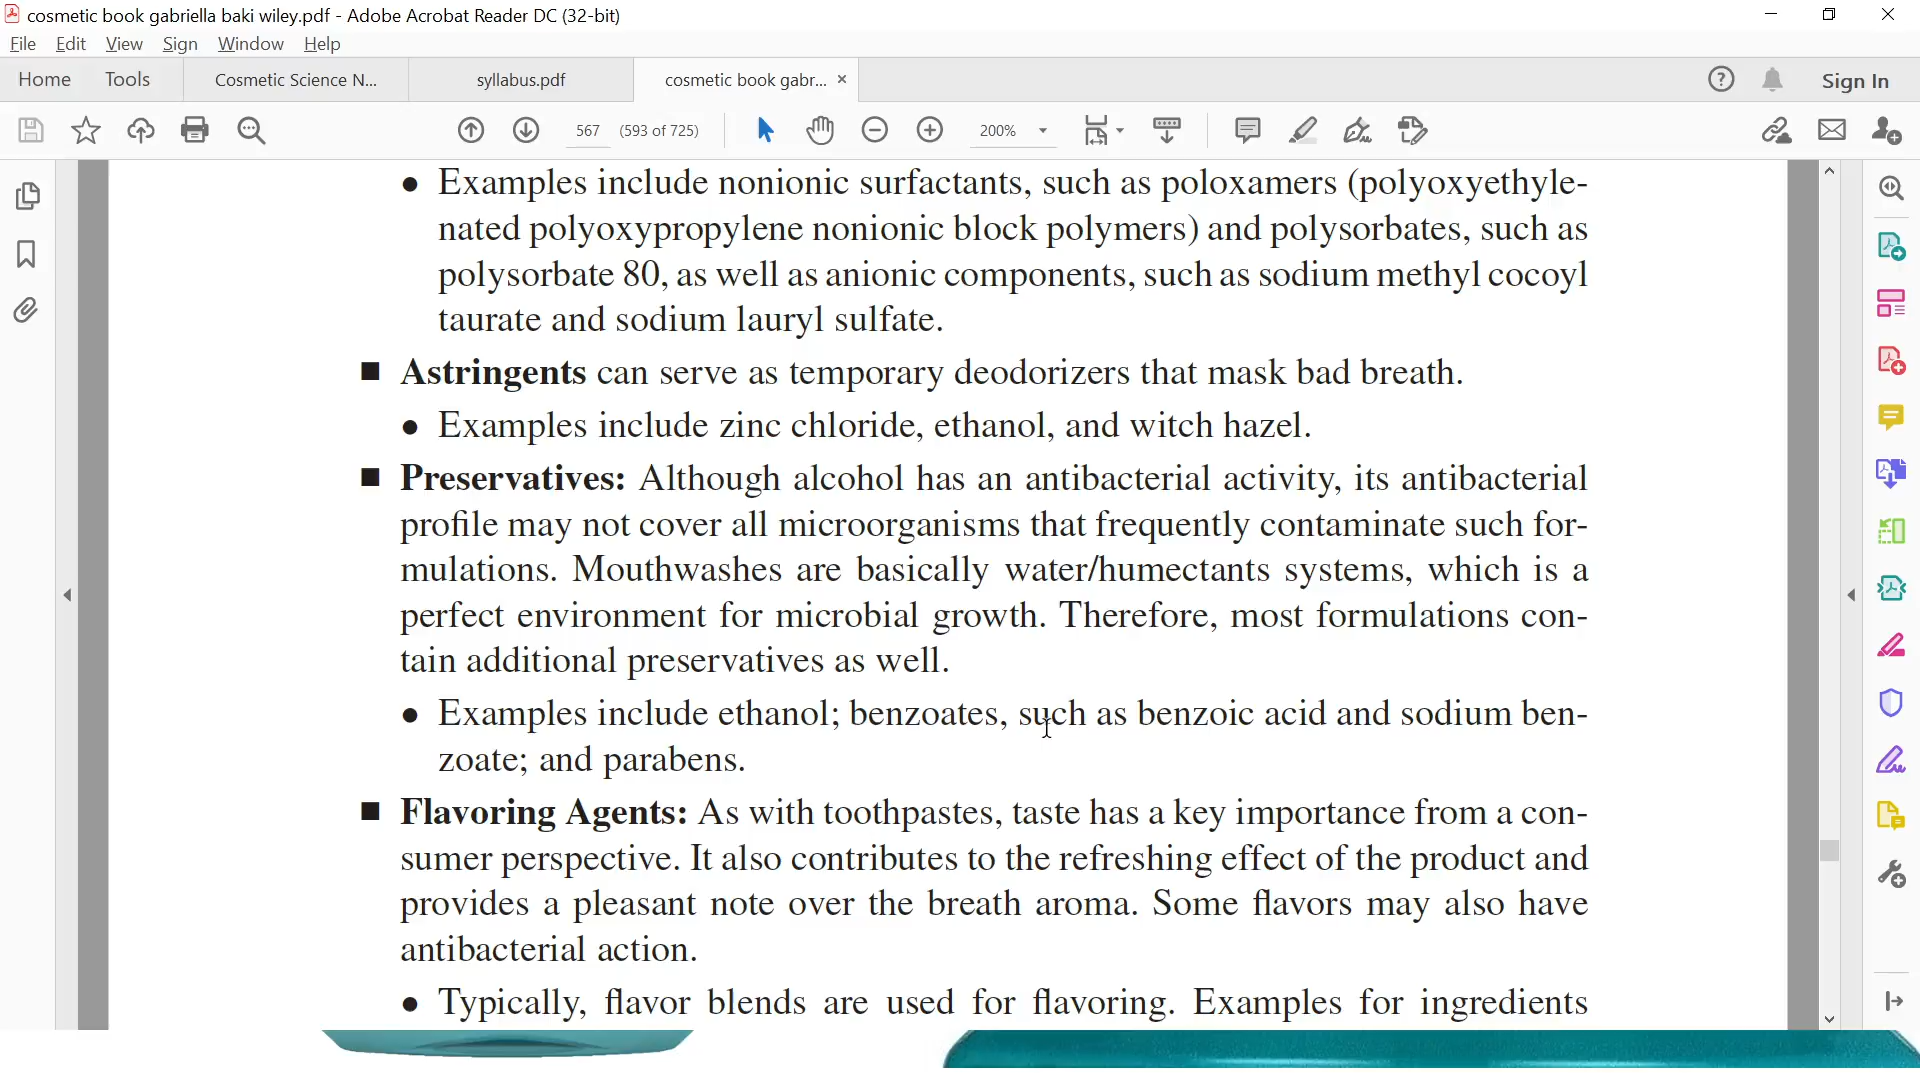 cosmetic book gabriella baki wiley.pdf - Adobe Acrobat Reader DC (32-bit)
File Edit View Sign Window Help
Home Tools Cosmetic Science N... syllabus.pdf cosmetic book gabr... × Sign In
567 (593 of 725) 200%
• Examples include nonionic surfactants, such as poloxamers (polyoxyethyle-
nated polyoxypropylene nonionic block polymers) and polysorbates, such as
polysorbate 80, as well as anionic components, such as sodium methyl cocoyl
taurate and sodium lauryl sulfate.
■ Astringents can serve as temporary deodorizers that mask bad breath.
• Examples include zinc chloride, ethanol, and witch hazel.
■ Preservatives: Although alcohol has an antibacterial activity, its antibacterial
profile may not cover all microorganisms that frequently contaminate such for-
mulations. Mouthwashes are basically water/humectants systems, which is a
perfect environment for microbial growth. Therefore, most formulations con-
tain additional preservatives as well.
• Examples include ethanol; benzoates, such as benzoic acid and sodium ben-
zoate; and parabens.
■ Flavoring Agents: As with toothpastes, taste has a key importance from a con-
sumer perspective. It also contributes to the refreshing effect of the product and
provides a pleasant note over the breath aroma. Some flavors may also have
antibacterial action.
• Typically, flavor blends are used for flavoring. Examples for ingredients